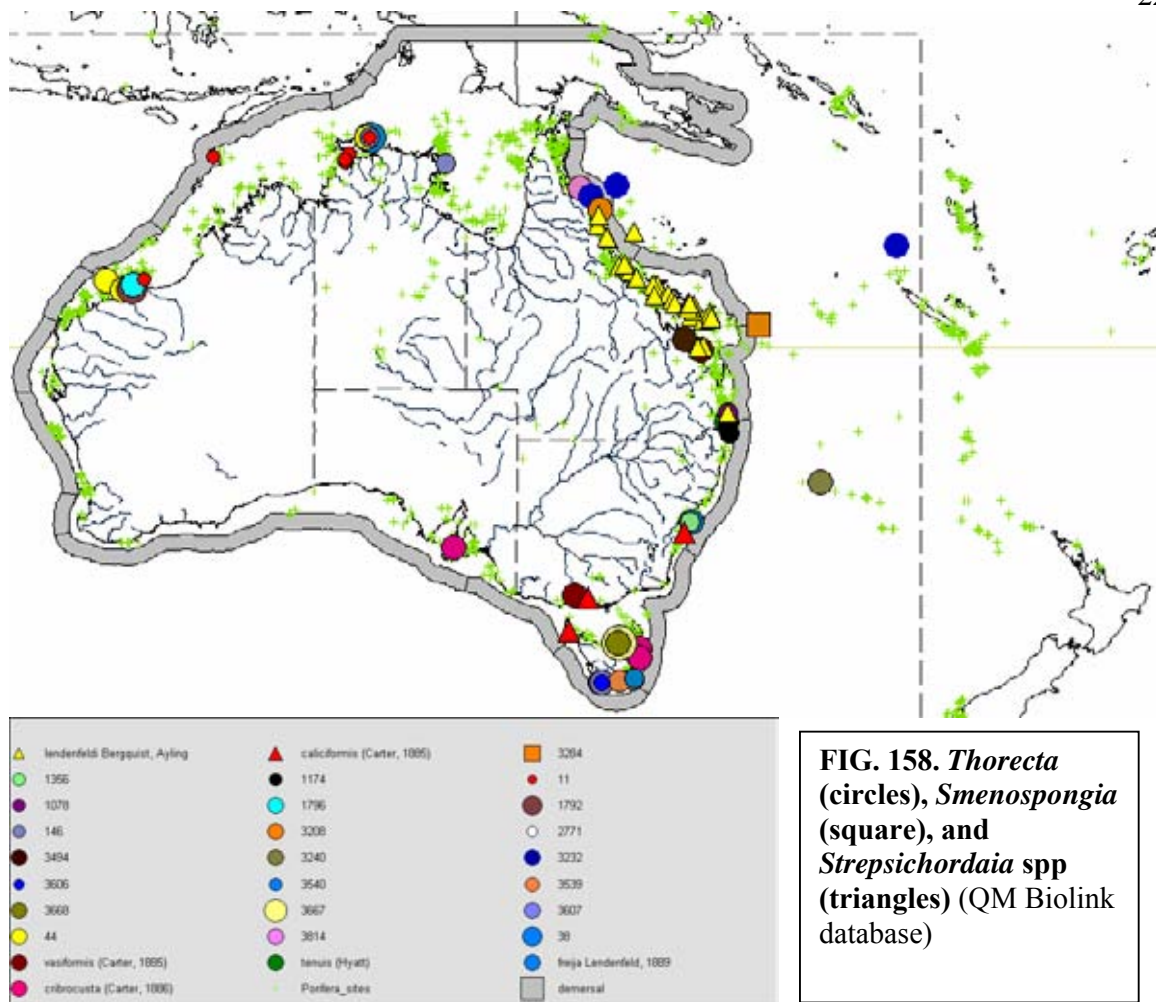 lendenfeldi Bergquist, Ayling
caliciformis (Carter, 1885)
3284
1356
1174
11
1078
1796
1792
146
3208
2771
3494
3240
3232
3606
3540
3539
3668
3667
3607
44
3814
38
vasiformis (Carter, 1885)
tenuis (Hyatt)
freija Lendenfeld, 1889
cribrocusta (Carter, 1886)
Porifera_sites
demersal
FIG. 158. Thorecta
(circles), Smenospongia
(square), and
Strepsichordaia spp
(triangles) (QM Biolink
database)